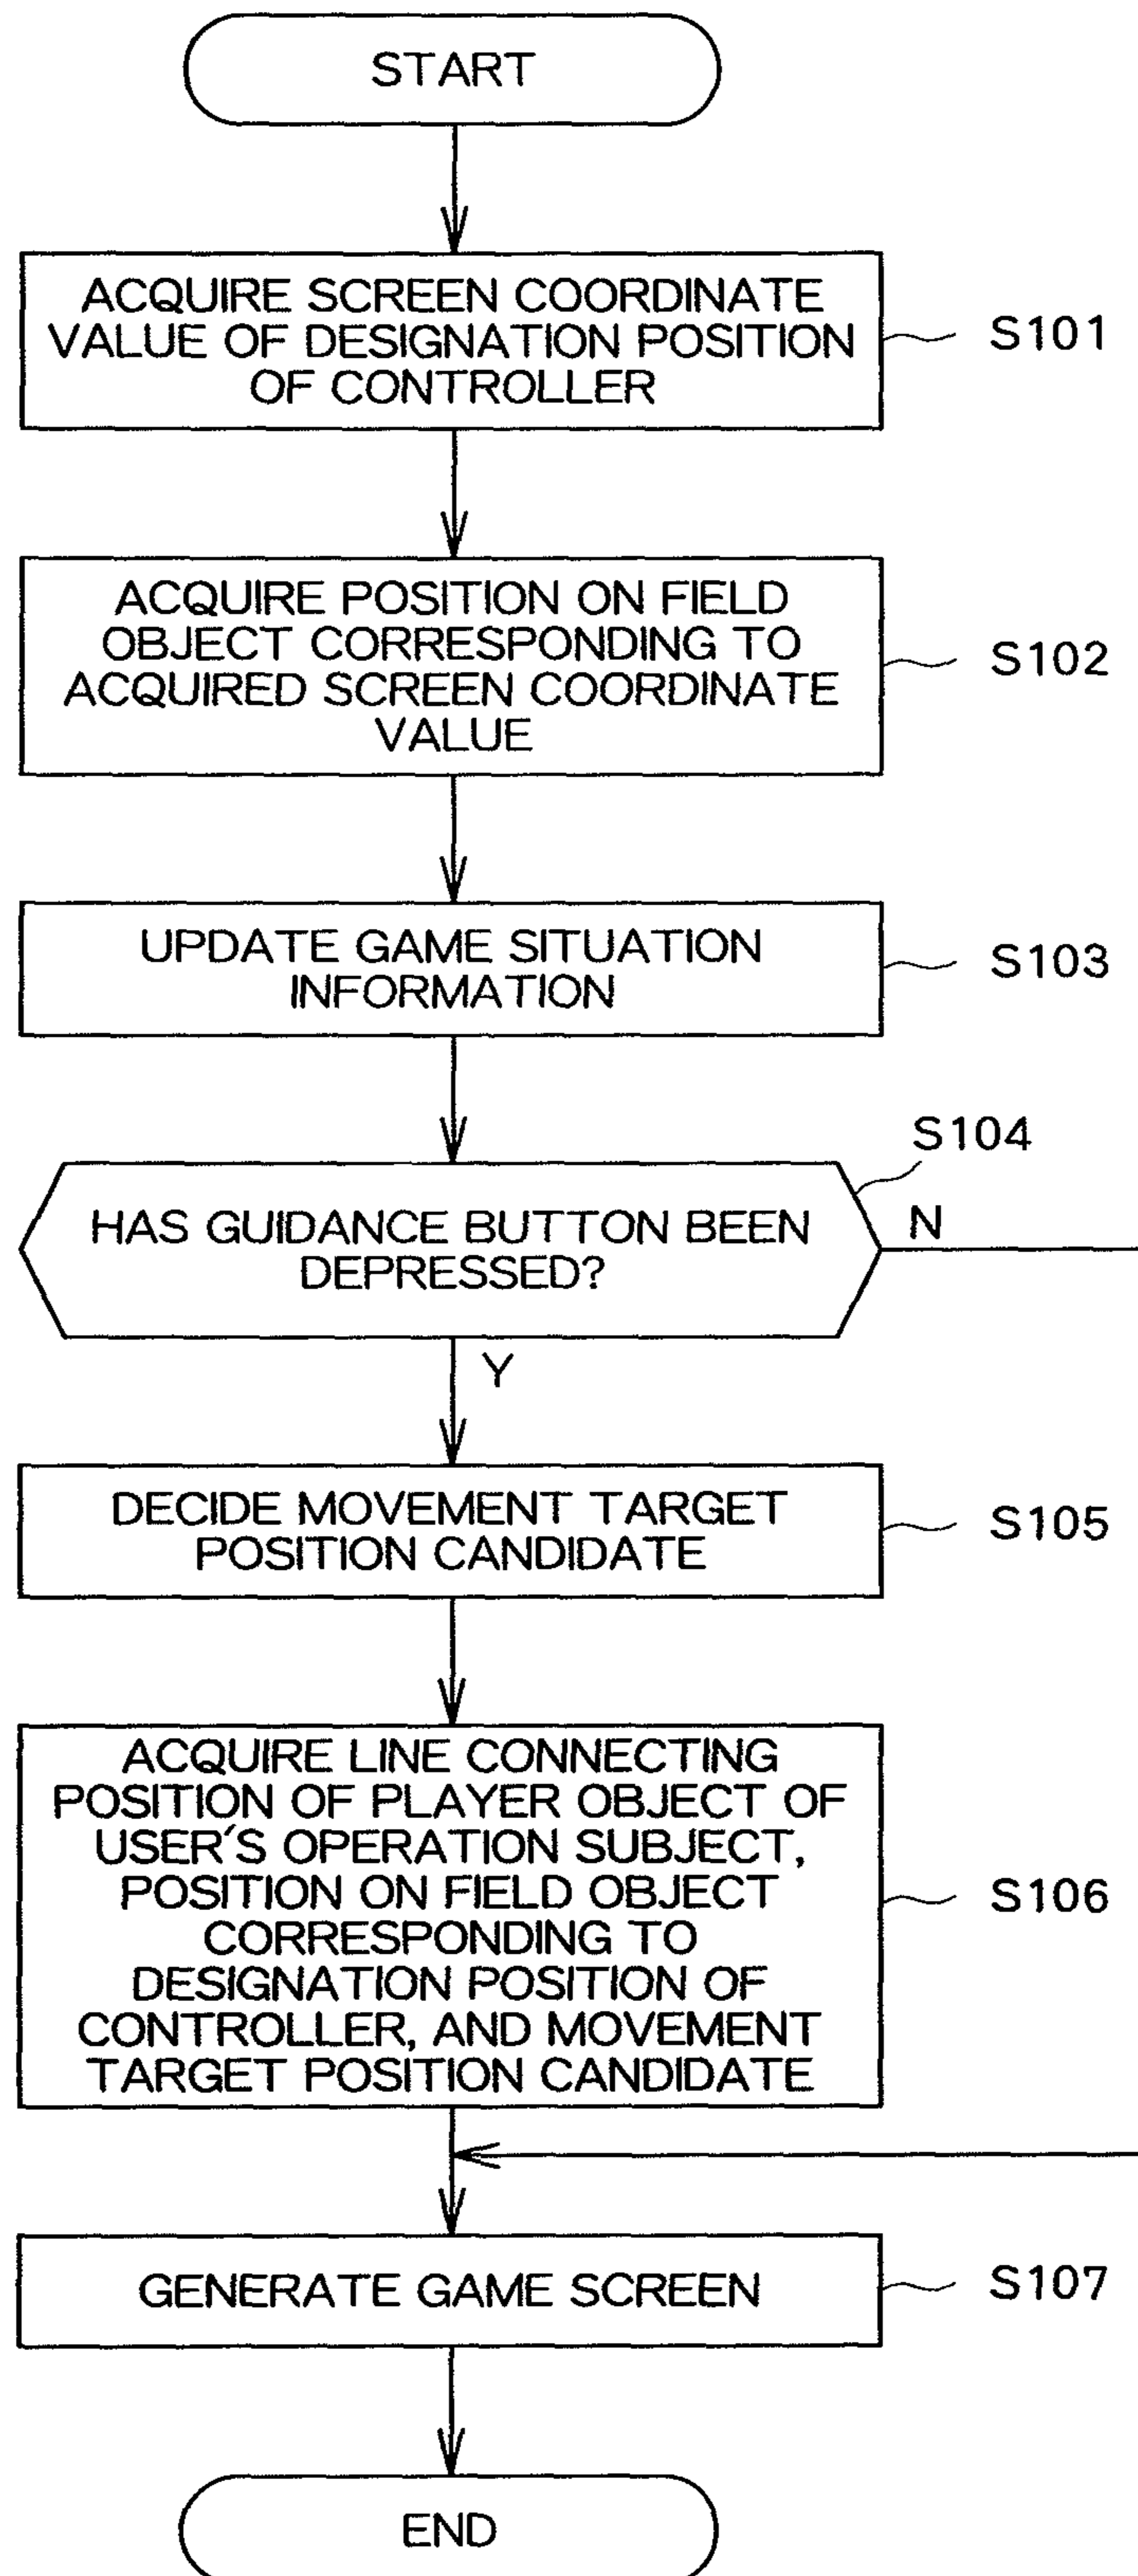 START
ACQUIRE SCREEN COORDINATE
VALUE OF DESIGNATION POSITION
OF CONTROLLER
S101
ACQUIRE POSITION ON FIELD
OBJECT CORRESPONDING TO
ACQUIRED SCREEN COORDINATE
VALUE
S102
UPDATE GAME SITUATION
INFORMATION
S103
S104
HAS GUIDANCE BUTTON BEEN
DEPRESSED?
N
Y
DECIDE MOVEMENT TARGET
POSITION CANDIDATE
S105
ACQUIRE LINE CONNECTING
POSITION OF PLAYER OBJECT OF
USER'S OPERATION SUBJECT,
POSITION ON FIELD OBJECT
CORRESPONDING TO
DESIGNATION POSITION OF
CONTROLLER, AND MOVEMENT
TARGET POSITION CANDIDATE
S106
GENERATE GAME SCREEN
S107
END